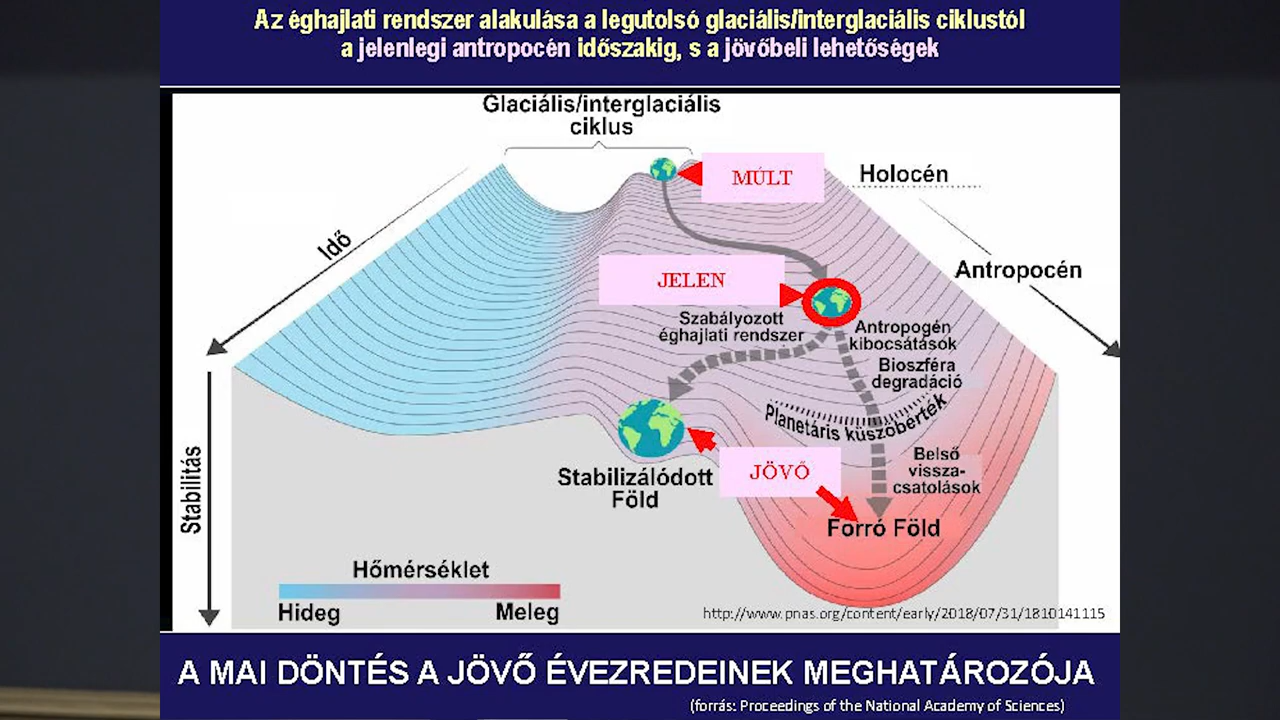 Az éghajlati rendszer alakulása a legutolsó glaciális/interglaciális ciklustól
a jelenlegi antropocén időszakig, s a jövőbeli lehetőségek
Glaciális/interglaciális
ciklus
MÚLT
Holocén
Idő
Antropocén
JELEN
Szabályozott
éghajlati rendszer
Antropogén
kibocsátások
Bioszféra
degradáció
Planetáris küszöbérték
Stabilitás
Belső
vissza-
csatolások
JÖVŐ
Stabilizálódott
Föld
Forró Föld
Hőmérséklet
Hideg
Meleg
http://www.pnas.org/content/early/2018/07/31/1810141115
A MAI DÖNTÉS A JÖVŐ ÉVEZREDEINEK MEGHATÁROZÓJA
(forrás: Proceedings of the National Academy of Sciences)